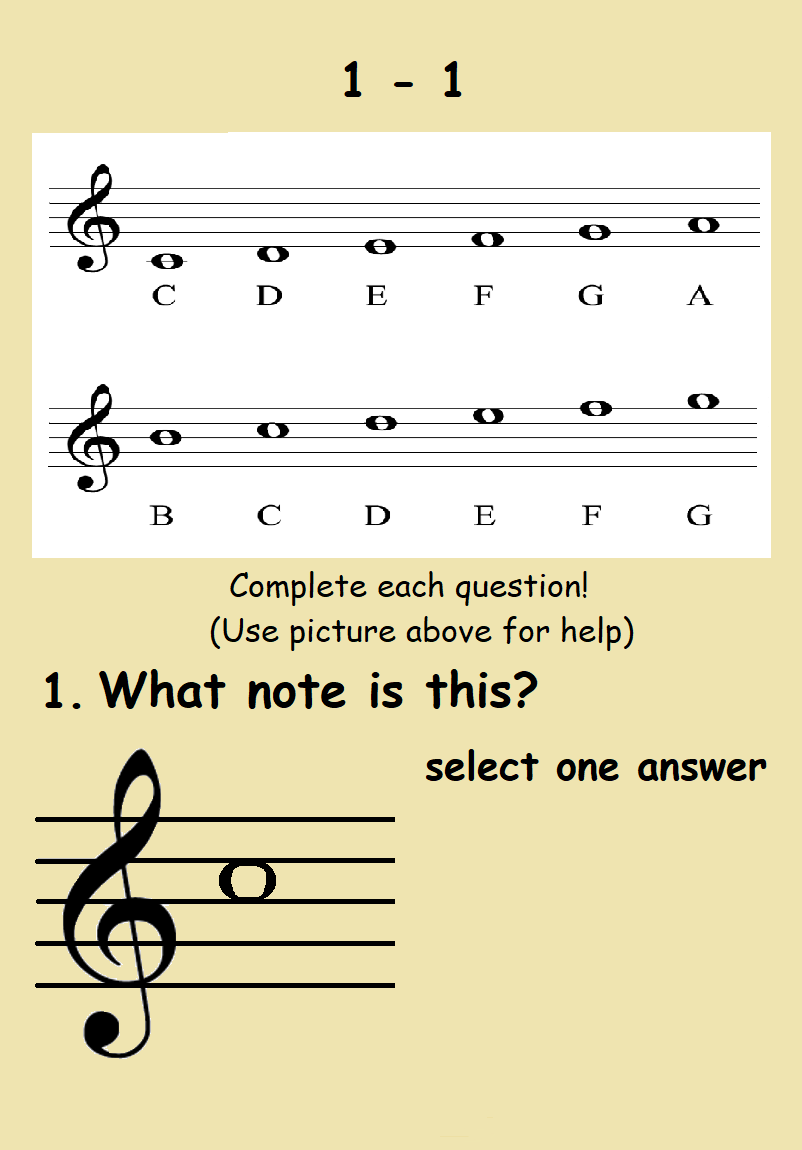 1 - 1
C D E F G A
B C D E F G
Complete each question!
(Use picture above for help)
1. What note is this?
select one answer